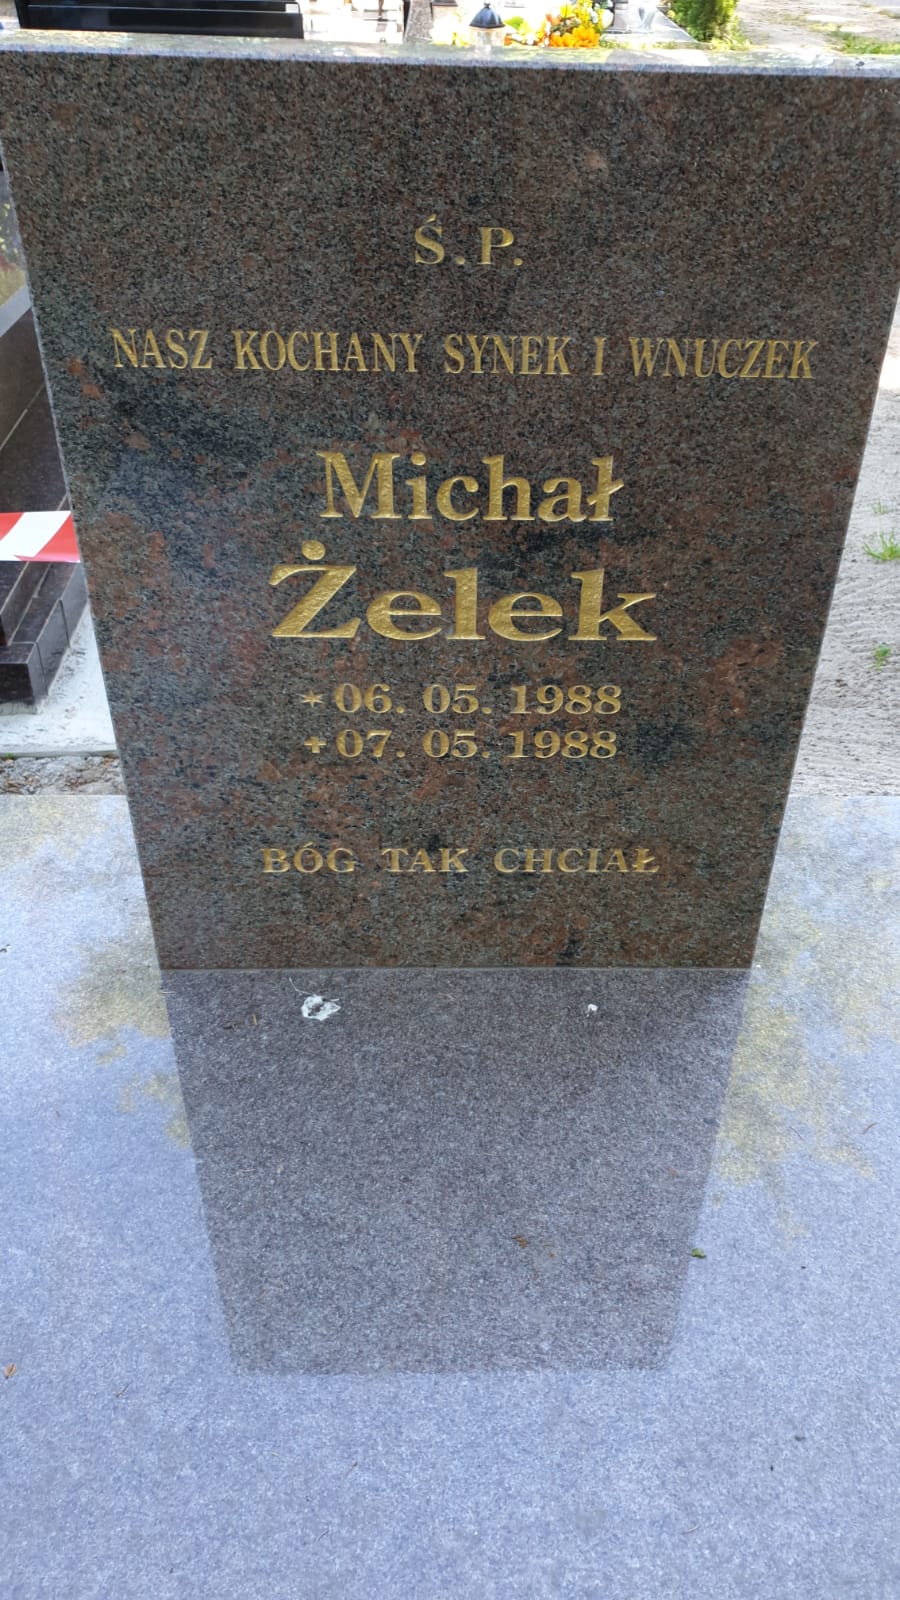 Ś.P.
NASZ KOCHANY SYNEK I WNUCZEK
Michał
Żelek
*06. 05. 1988
+07. 05. 1988
BÓG TAK CHCIAŁ